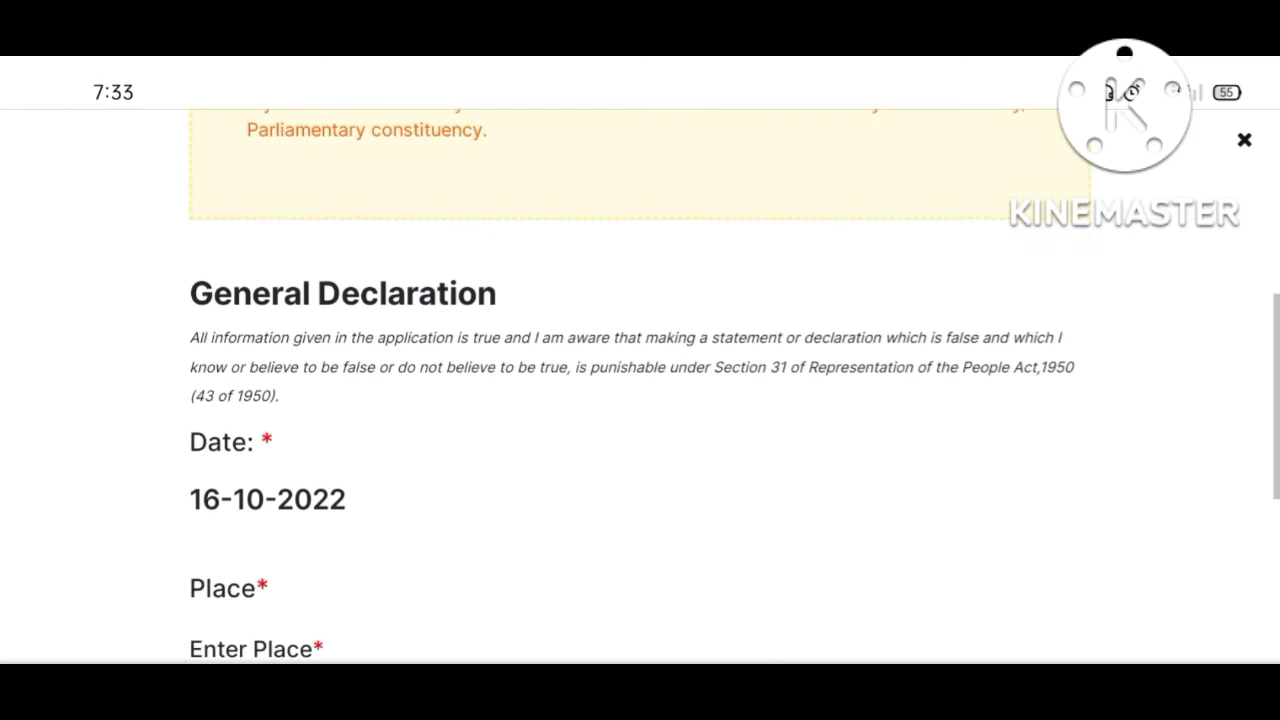 7:33
55
Parliamentary constituency.
KINEMASTER
General Declaration
All information given in the application is true and I am aware that making a statement or declaration which is false and which I
know or believe to be false or do not believe to be true, is punishable under Section 31 of Representation of the People Act,1950
(43 of 1950).
Date: *
16-10-2022
Place*
Enter Place*